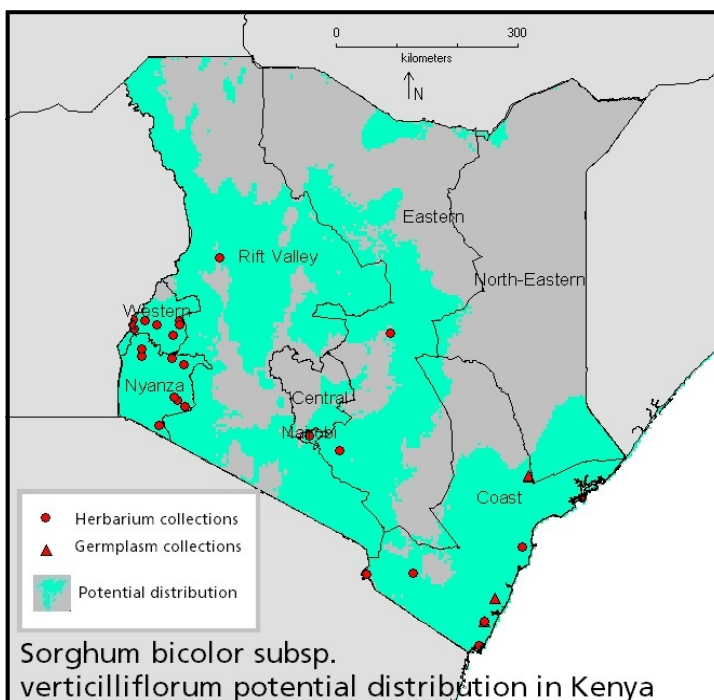 0 300
kilometers
N
Eastern
Rift Valley
North-Eastern
Western
Nyanza
Central
Nairobi
Coast
Herbarium collections
Germplasm collections
Potential distribution
Sorghum bicolor subsp.
verticilliflorum potential distribution in Kenya